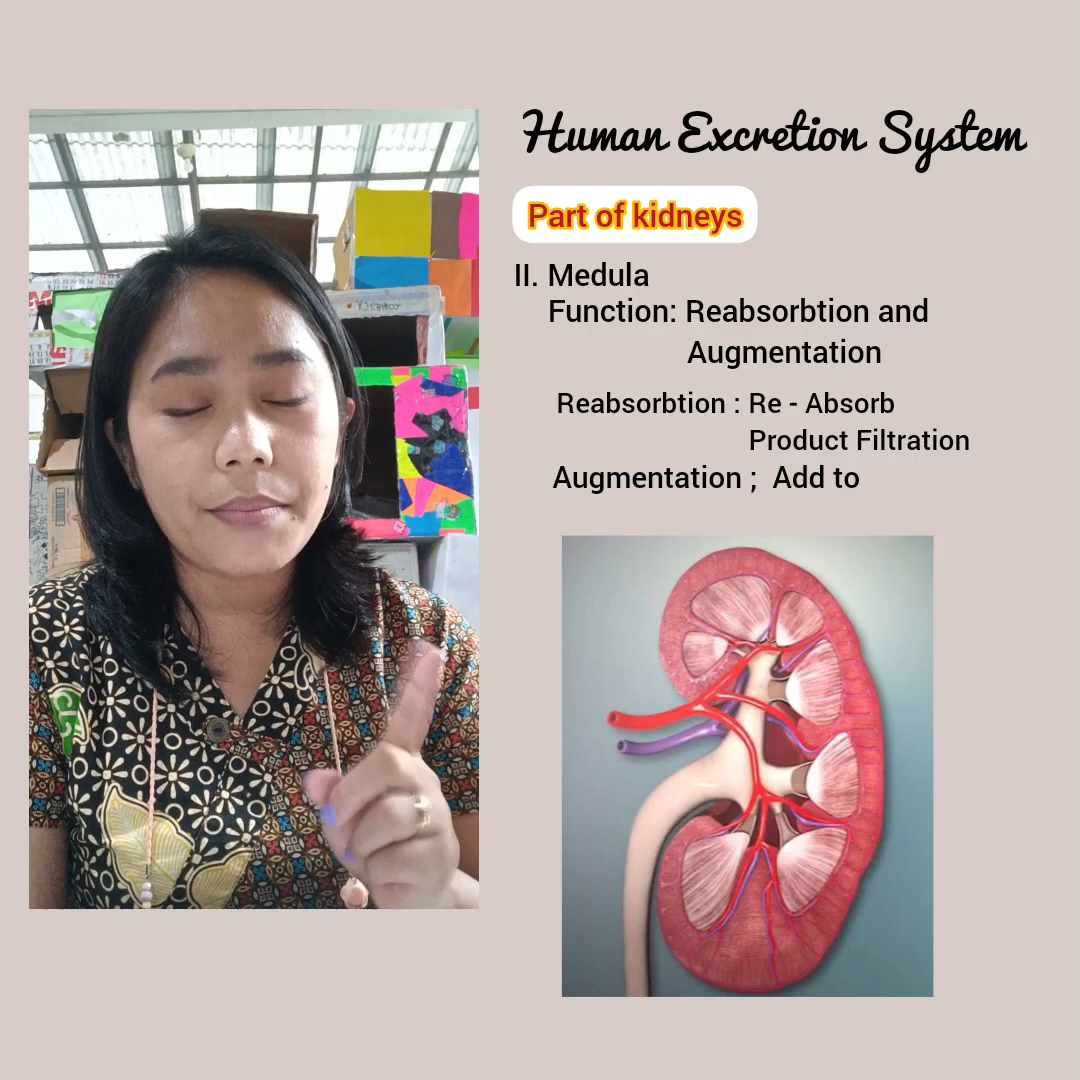 Human Excretion System
Part of kidneys
II. Medula
Function: Reabsorbtion and
Augmentation
Reabsorbtion : Re - Absorb
Product Filtration
Augmentation ; Add to